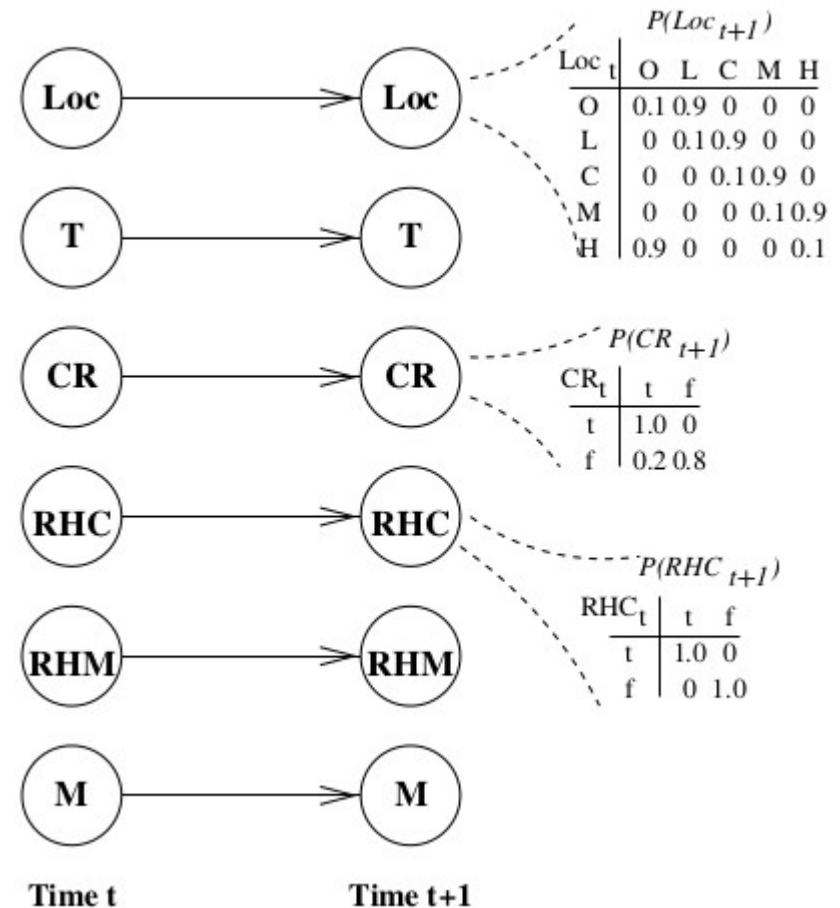 P(Loc t+1)
Loc t O L C M H
O 0.1 0.9 0 0 0
L 0 0.1 0.9 0 0
C 0 0 0.1 0.9 0
M 0 0 0 0.1 0.9
H 0.9 0 0 0 0.1
Loc Loc
T T
P(CR t+1)
CR t t f
t 1.0 0
f 0.2 0.8
CR CR
RHC RHC
P(RHC t+1)
RHC t t f
t 1.0 0
f 0 1.0
RHM RHM
M M
Time t Time t+1